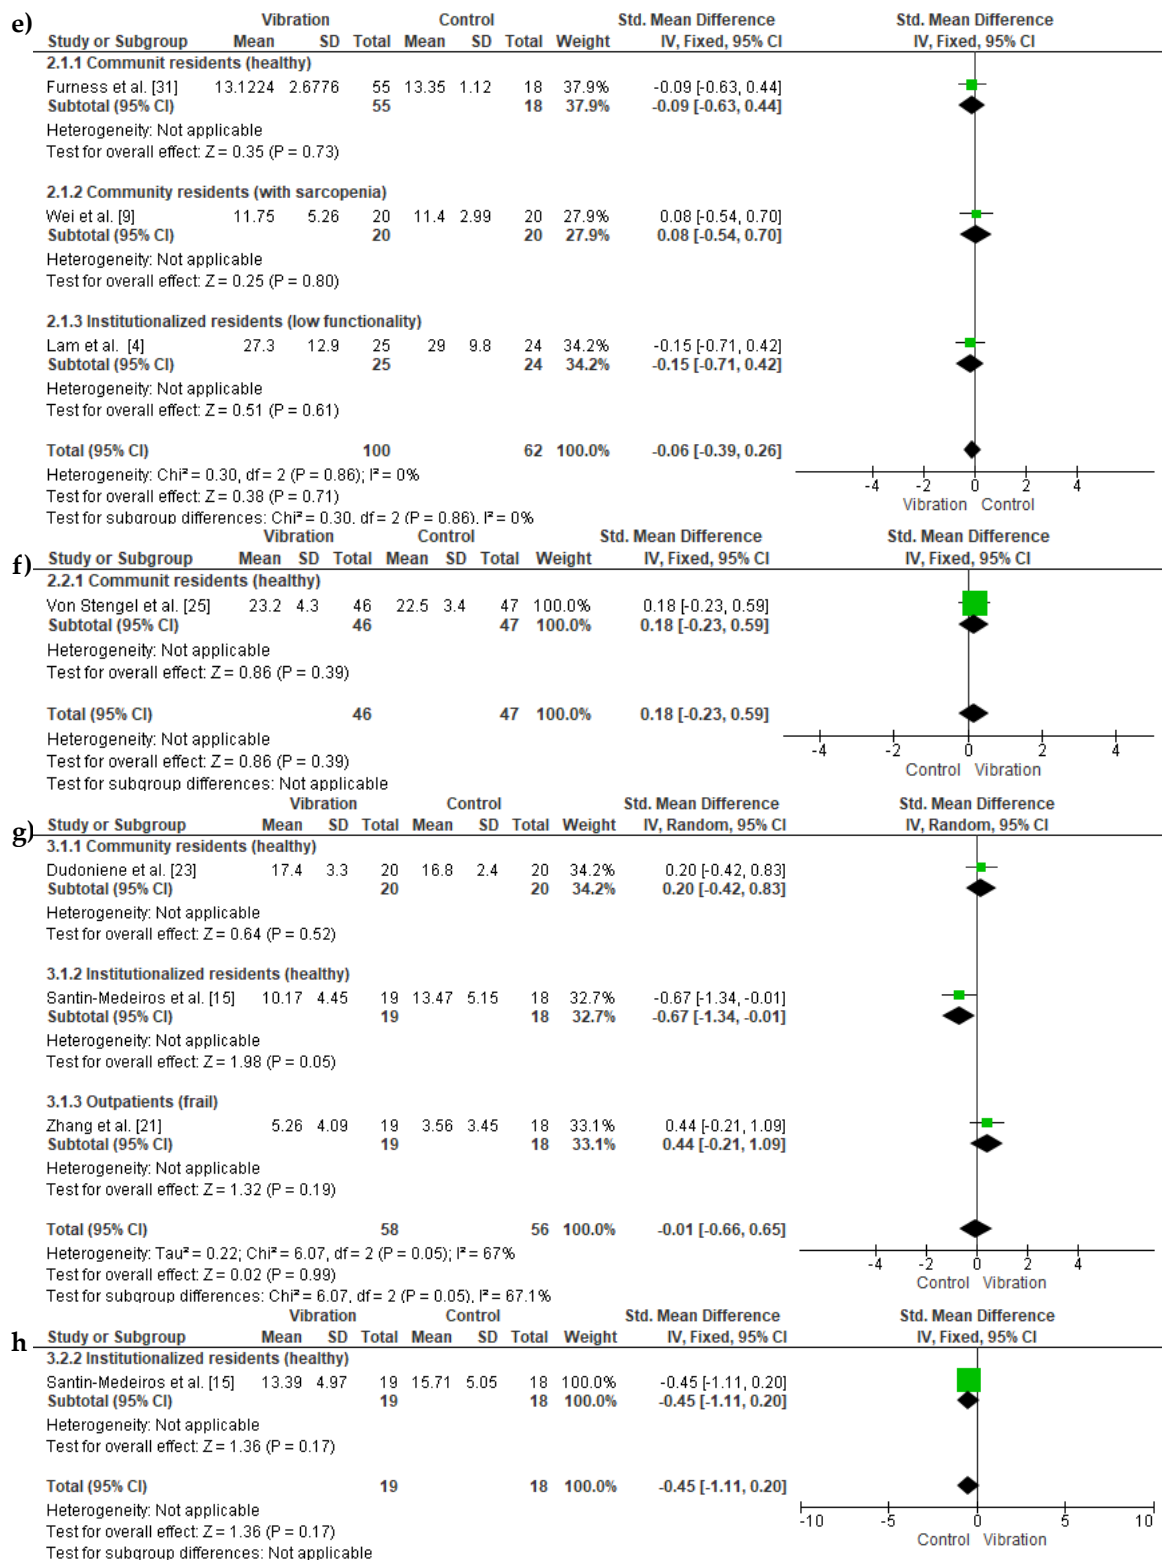 e)
Vibration Control Std. Mean Difference Std. Mean Difference
Study or Subgroup Mean SD Total Mean SD Total Weight IV, Fixed, 95% CI IV, Fixed, 95% CI
2.1.1 Communit residents (healthy)
Furness et al. [31] 13.1224 2.6776 55 13.35 1.12 18 37.9% -0.09 [-0.63, 0.44]
Subtotal (95% CI) 55 18 37.9% -0.09 [-0.63, 0.44]
Heterogeneity: Not applicable
Test for overall effect: Z = 0.35 (P = 0.73)
2.1.2 Community residents (with sarcopenia)
Wei et al. [9] 11.75 5.26 20 11.4 2.99 20 27.9% 0.08 [-0.54, 0.70]
Subtotal (95% CI) 20 20 27.9% 0.08 [-0.54, 0.70]
Heterogeneity: Not applicable
Test for overall effect: Z = 0.25 (P = 0.80)
2.1.3 Institutionalized residents (low functionality)
Lam et al. [4] 27.3 12.9 25 29 9.8 24 34.2% -0.15 [-0.71, 0.42]
Subtotal (95% CI) 25 24 34.2% -0.15 [-0.71, 0.42]
Heterogeneity: Not applicable
Test for overall effect: Z = 0.51 (P = 0.61)
Total (95% CI) 100 62 100.0% -0.06 [-0.39, 0.26]
Heterogeneity: Chi² = 0.30, df = 2 (P = 0.86); I² = 0%
Test for overall effect: Z = 0.38 (P = 0.71)
Test for subgroup differences: Chi² = 0.30, df = 2 (P = 0.86), I² = 0%
-4 -2 0 2 4
Vibration Control
f)
Vibration Control Std. Mean Difference Std. Mean Difference
Study or Subgroup Mean SD Total Mean SD Total Weight IV, Fixed, 95% CI IV, Fixed, 95% CI
2.2.1 Communit residents (healthy)
Von Stengel et al. [25] 23.2 4.3 46 22.5 3.4 47 100.0% 0.18 [-0.23, 0.59]
Subtotal (95% CI) 46 47 100.0% 0.18 [-0.23, 0.59]
Heterogeneity: Not applicable
Test for overall effect: Z = 0.86 (P = 0.39)
Total (95% CI) 46 47 100.0% 0.18 [-0.23, 0.59]
Heterogeneity: Not applicable
Test for overall effect: Z = 0.86 (P = 0.39)
Test for subgroup differences: Not applicable
-4 -2 0 2 4
Control Vibration
g)
Vibration Control Std. Mean Difference Std. Mean Difference
Study or Subgroup Mean SD Total Mean SD Total Weight IV, Random, 95% CI IV, Random, 95% CI
3.1.1 Community residents (healthy)
Dudoniene et al. [23] 17.4 3.3 20 16.8 2.4 20 34.2% 0.20 [-0.42, 0.83]
Subtotal (95% CI) 20 20 34.2% 0.20 [-0.42, 0.83]
Heterogeneity: Not applicable
Test for overall effect: Z = 0.64 (P = 0.52)
3.1.2 Institutionalized residents (healthy)
Santin-Medeiros et al. [15] 10.17 4.45 19 13.47 5.15 18 32.7% -0.67 [-1.34, -0.01]
Subtotal (95% CI) 19 18 32.7% -0.67 [-1.34, -0.01]
Heterogeneity: Not applicable
Test for overall effect: Z = 1.98 (P = 0.05)
3.1.3 Outpatients (frail)
Zhang et al. [21] 5.26 4.09 19 3.56 3.45 18 33.1% 0.44 [-0.21, 1.09]
Subtotal (95% CI) 19 18 33.1% 0.44 [-0.21, 1.09]
Heterogeneity: Not applicable
Test for overall effect: Z = 1.32 (P = 0.19)
Total (95% CI) 58 56 100.0% -0.01 [-0.66, 0.65]
Heterogeneity: Tau² = 0.22; Chi² = 6.07, df = 2 (P = 0.05); I² = 67%
Test for overall effect: Z = 0.02 (P = 0.99)
Test for subgroup differences: Chi² = 6.07, df = 2 (P = 0.05), I² = 67.1%
-4 -2 0 2 4
Control Vibration
h
Vibration Control Std. Mean Difference Std. Mean Difference
Study or Subgroup Mean SD Total Mean SD Total Weight IV, Fixed, 95% CI IV, Fixed, 95% CI
3.2.2 Institutionalized residents (healthy)
Santin-Medeiros et al. [15] 13.39 4.97 19 15.71 5.05 18 100.0% -0.45 [-1.11, 0.20]
Subtotal (95% CI) 19 18 100.0% -0.45 [-1.11, 0.20]
Heterogeneity: Not applicable
Test for overall effect: Z = 1.36 (P = 0.17)
Total (95% CI) 19 18 100.0% -0.45 [-1.11, 0.20]
Heterogeneity: Not applicable
Test for overall effect: Z = 1.36 (P = 0.17)
Test for subgroup differences: Not applicable
-10 -5 0 5 10
Control Vibration